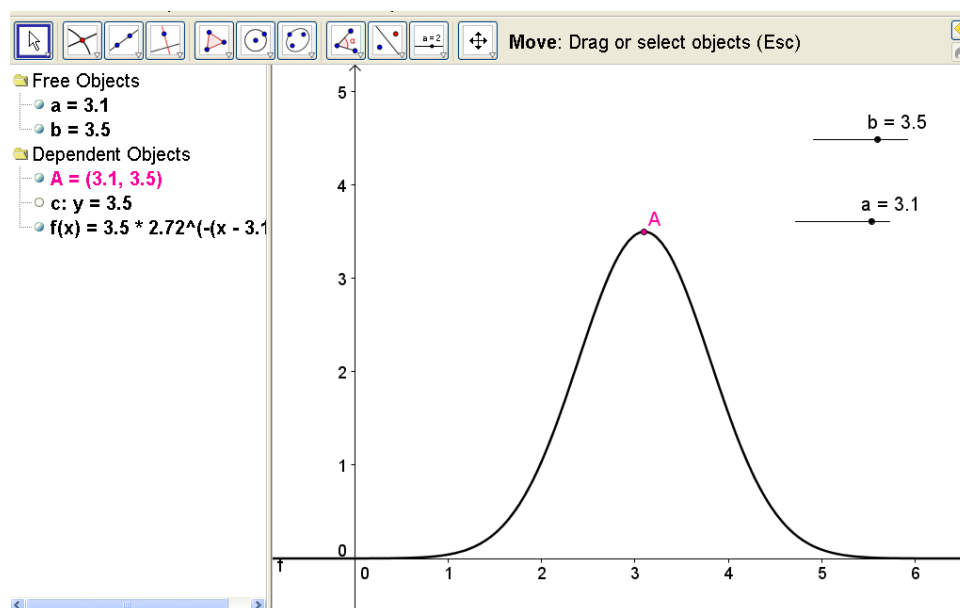 a = 2
Move: Drag or select objects (Esc)
Free Objects
a = 3.1
b = 3.5
Dependent Objects
A = (3.1, 3.5)
c: y = 3.5
f(x) = 3.5 * 2.72^(-(x - 3.1
b = 3.5
a = 3.1
A
5
4
3
2
1
0
f
0 1 2 3 4 5 6